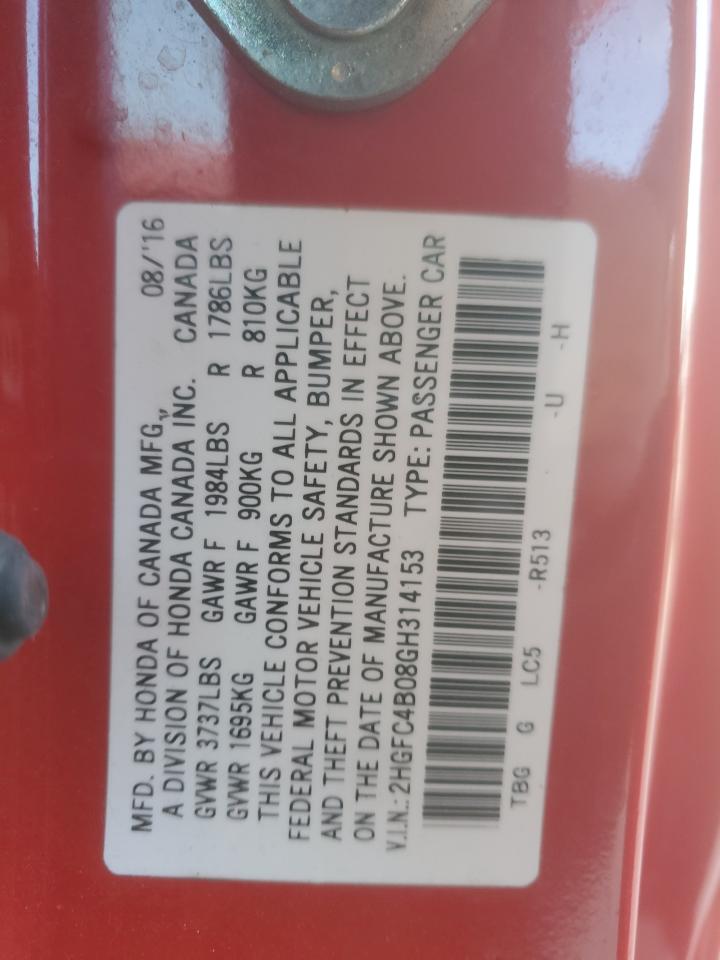 MFD. BY HONDA OF CANADA MFG., 08/'16
A DIVISION OF HONDA CANADA INC. CANADA
GVWR 3737LBS GAWR F 1984LBS R 1786LBS
GVWR 1695KG GAWR F 900KG R 810KG
THIS VEHICLE CONFORMS TO ALL APPLICABLE
FEDERAL MOTOR VEHICLE SAFETY, BUMPER,
AND THEFT PREVENTION STANDARDS IN EFFECT
ON THE DATE OF MANUFACTURE SHOWN ABOVE.
V.I.N.: 2HGFC4B08GH314153 TYPE: PASSENGER CAR
TBG G LC5 -R513 -U -H